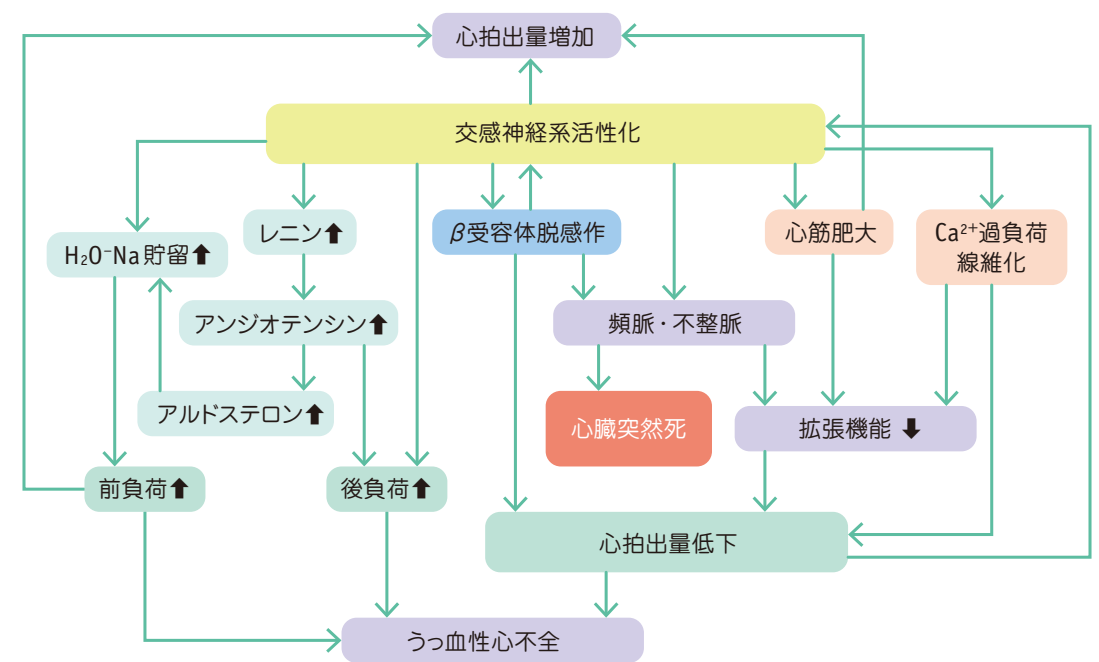 心拍出量増加
交感神経系活性化
H₂O⁻Na貯留⬆
レニン⬆
β受容体脱感作
心筋肥大
Ca²⁺過負荷
線維化
アンジオテンシン⬆
頻脈・不整脈
アルドステロン⬆
心臓突然死
拡張機能⬇
前負荷⬆
後負荷⬆
心拍出量低下
うっ血性心不全